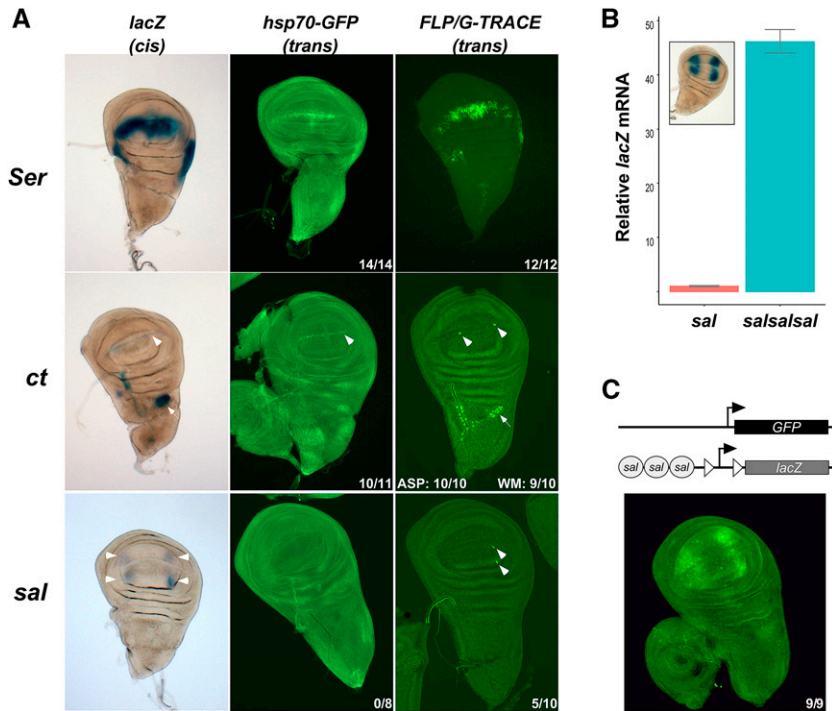 A
lacZ
(cis)
hsp70-GFP
(trans)
FLP/G-TRACE
(trans)
Ser
14/14
12/12
ct
10/11
ASP: 10/10
WM: 9/10
sal
0/8
5/10
B
Relative lacZ mRNA
50
40
30
20
10
sal
salsalsal
C
GFP
sal sal sal
lacZ
9/9